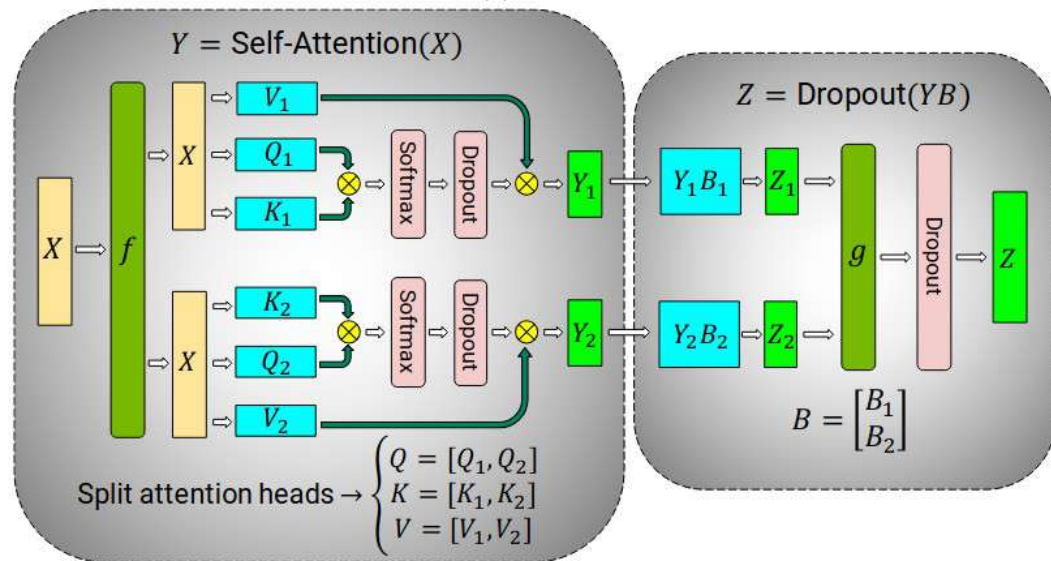 Y = Self-Attention(X)
X
f
X
V₁
Q₁
K₁
⊗
Softmax
Dropout
⊗
Y₁
X
K₂
Q₂
V₂
⊗
Softmax
Dropout
⊗
Y₂
Split attention heads → { Q = [Q₁, Q₂]
K = [K₁, K₂]
V = [V₁, V₂]
Z = Dropout(YB)
Y₁B₁
Z₁
Y₂B₂
Z₂
g
Dropout
Z
B = [B₁
B₂]